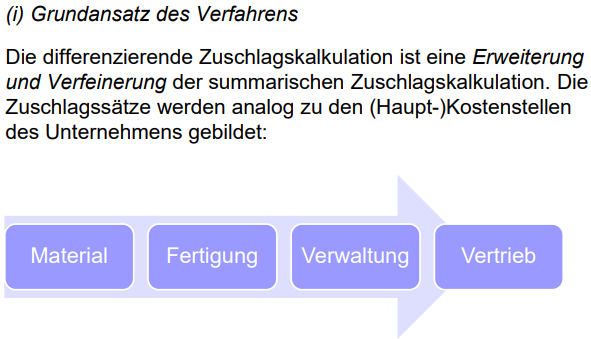 (i) Grundansatz des Verfahrens
Die differenzierende Zuschlagskalkulation ist eine Erweiterung
und Verfeinerung der summarischen Zuschlagskalkulation. Die
Zuschlagssätze werden analog zu den (Haupt-)Kostenstellen
des Unternehmens gebildet:
Material Fertigung Verwaltung Vertrieb